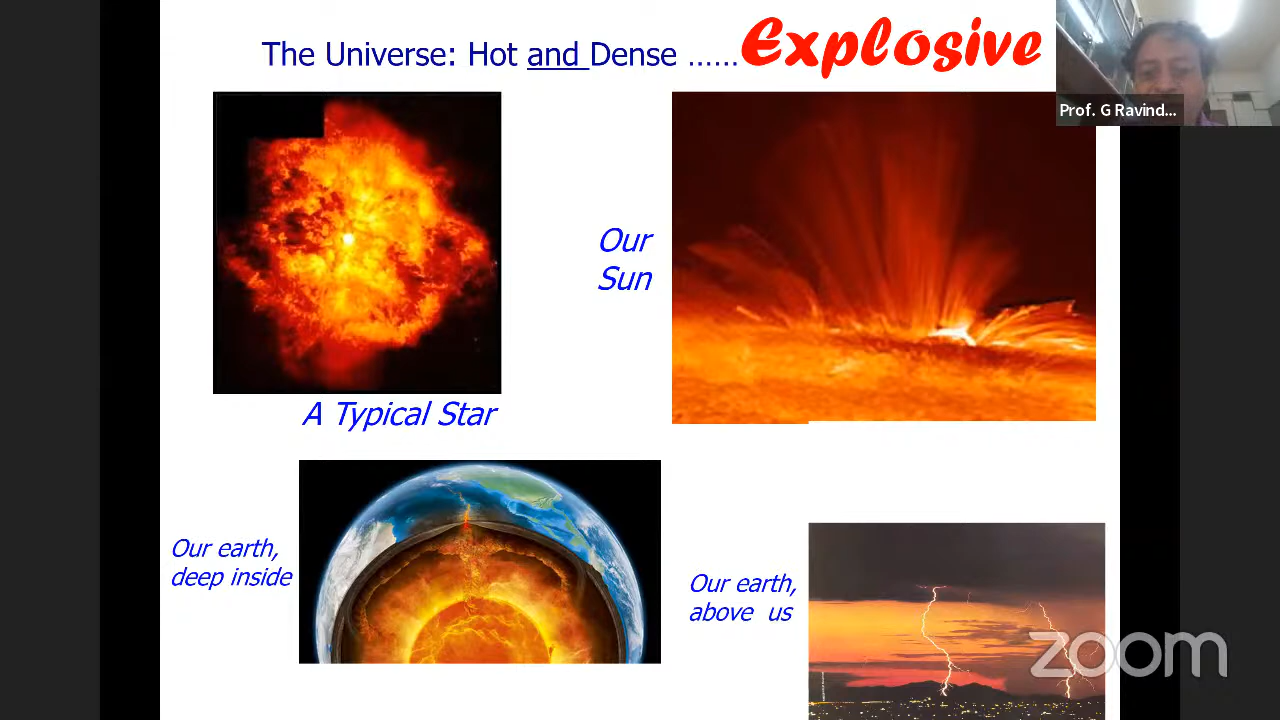 The Universe: Hot and Dense ......Explosive
Prof. G Ravind...
Our
Sun
A Typical Star
Our earth,
deep inside
Our earth,
above us
zoom